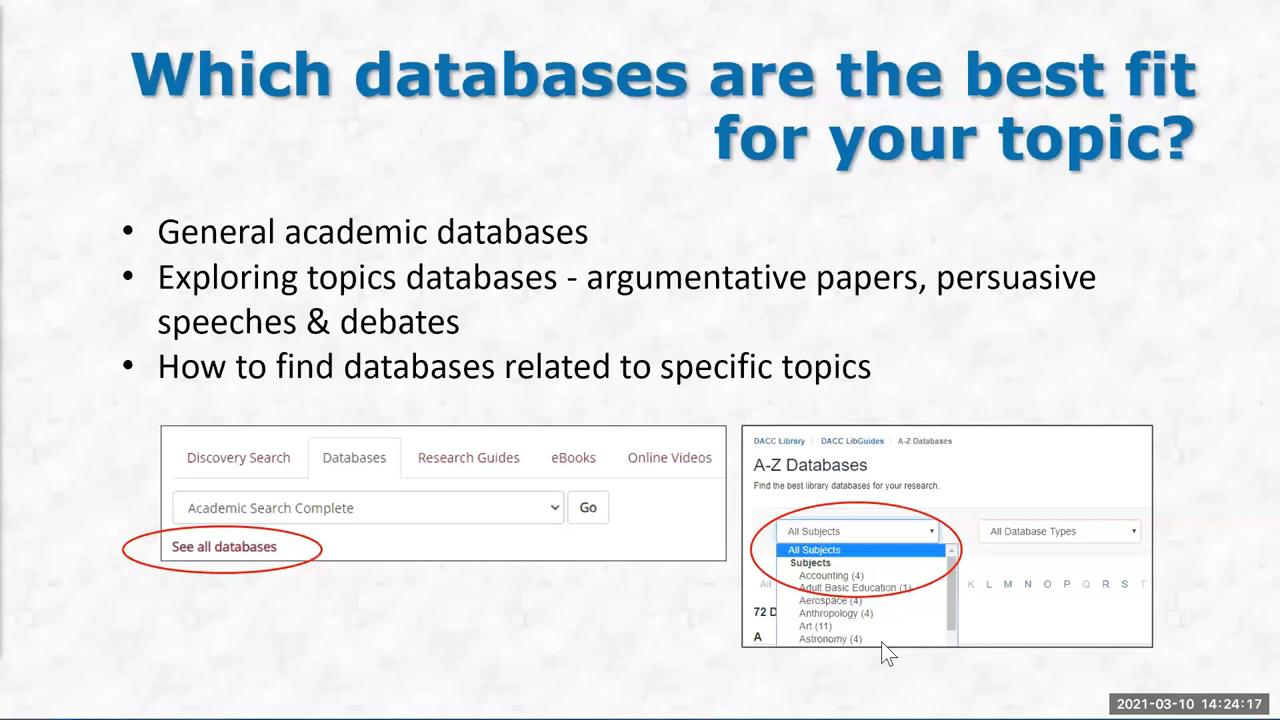 Which databases are the best fit
for your topic?
• General academic databases
• Exploring topics databases - argumentative papers, persuasive
speeches & debates
• How to find databases related to specific topics
Discovery Search Databases Research Guides eBooks Online Videos
Academic Search Complete Go
See all databases
DACC Library / DACC LibGuides / A-Z Databases
A-Z Databases
Find the best library databases for your research.
All Subjects All Database Types
All Subjects
Subjects
Accounting (4)
Adult Basic Education (1)
All K L M N O P Q R S T
Aerospace (4)
72 D
Anthropology (4)
Art (11)
A
Astronomy (4)
2021-03-10 14:24:17